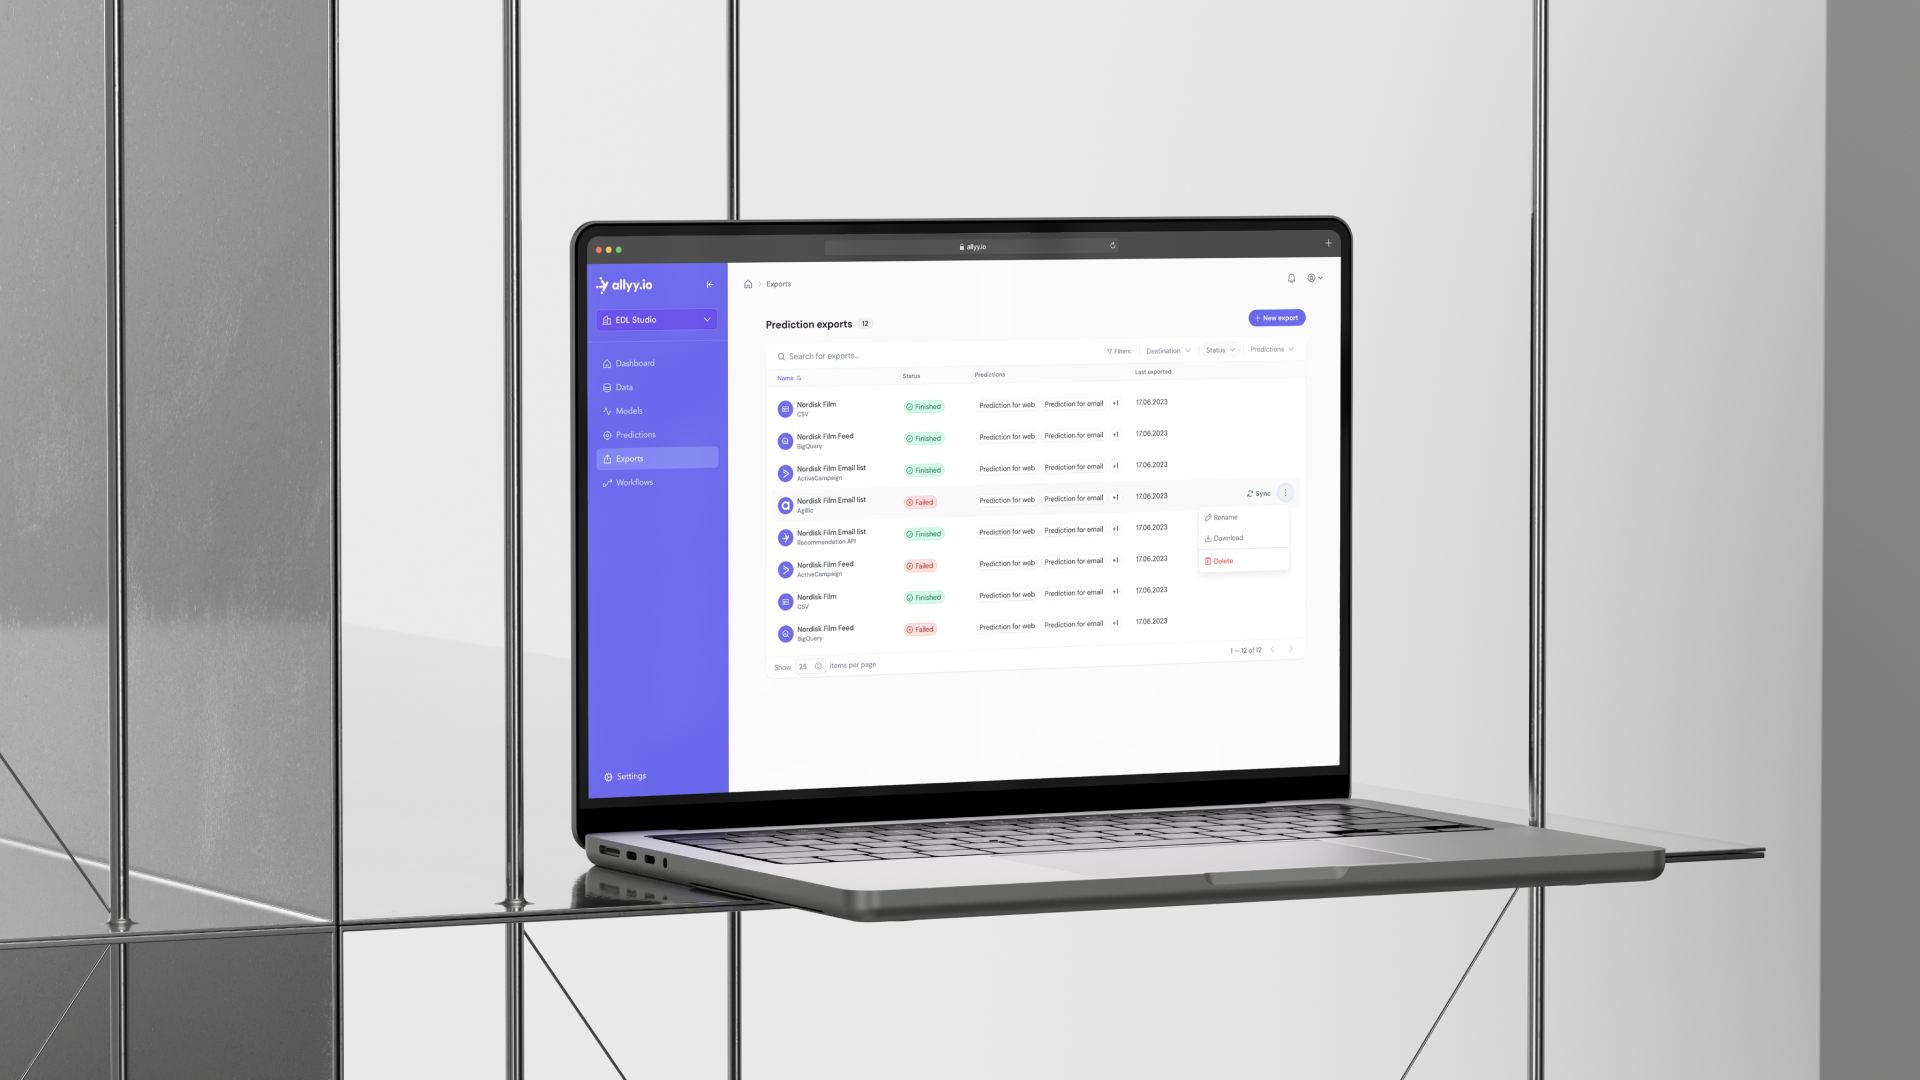 allyy.io
allyy.io
EDL Studio
Dashboard
Data
Models
Predictions
Exports
Workflows
Settings
Exports
Prediction exports 12
+ New export
Search for exports...
Filters: Destination Status Predictions
Name Status Predictions Last exported
Nordisk Film Finished Prediction for web Prediction for email +1 17.06.2023
CSV
Nordisk Film Feed Finished Prediction for web Prediction for email +1 17.06.2023
BigQuery
Nordisk Film Email list Finished Prediction for web Prediction for email +1 17.06.2023
ActiveCampaign
Nordisk Film Email list Failed Prediction for web Prediction for email +1 17.06.2023 Sync
Agillic
Rename
Download
Delete
Nordisk Film Email list Finished Prediction for web Prediction for email +1 17.06.2023
Recommendation API
Nordisk Film Feed Failed Prediction for web Prediction for email +1 17.06.2023
ActiveCampaign
Nordisk Film Finished Prediction for web Prediction for email +1 17.06.2023
CSV
Nordisk Film Feed Failed Prediction for web Prediction for email +1 17.06.2023
BigQuery
Show 25 items per page
1 — 12 of 12